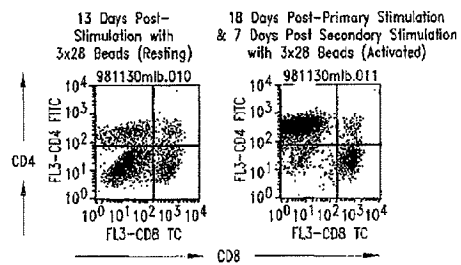 13 Days Post-
Stimulation with
3x28 Beads (Resting)
18 Days Post-Primary Stimulation
& 7 Days Post Secondary Stimulation
with 3x28 Beads (Activated)
981130mlb.010
10⁴
10³
10²
10¹
10⁰
FL3-CD4 FITC
10⁰ 10¹ 10² 10³ 10⁴
FL3-CD8 TC
981130mlb.011
10⁴
10³
10²
10¹
10⁰
FL3-CD4 FITC
10⁰ 10¹ 10² 10³ 10⁴
FL3-CD8 TC
CD4
CD8